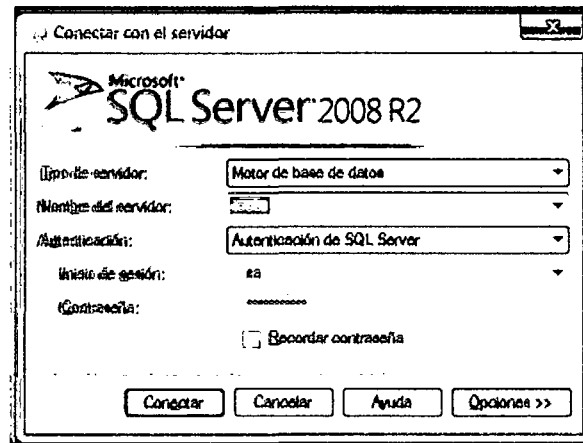 Conectar con el servidor
Microsoft®
SQL Server® 2008 R2
Tipo de servidor: Motor de base de datos
Nombre del servidor:
Autenticación: Autenticación de SQL Server
Inicio de sesión: sa
Contraseña: ***********
Recordar contraseña
Conectar Cancelar Ayuda Opciones >>